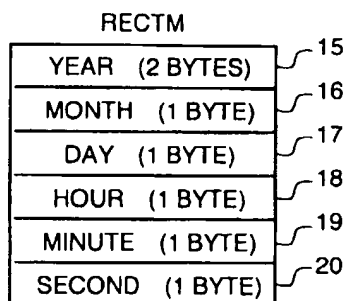 RECTM
YEAR (2 BYTES) 15
MONTH (1 BYTE) 16
DAY (1 BYTE) 17
HOUR (1 BYTE) 18
MINUTE (1 BYTE) 19
SECOND (1 BYTE) 20